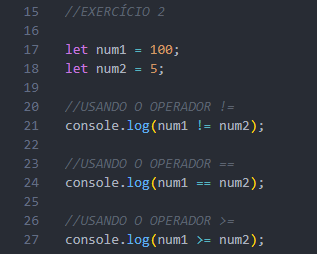 15 //EXERCÍCIO 2
16
17 let num1 = 100;
18 let num2 = 5;
19
20 //USANDO O OPERADOR !=
21 console.log(num1 != num2);
22
23 //USANDO O OPERADOR ==
24 console.log(num1 == num2);
25
26 //USANDO O OPERADOR >=
27 console.log(num1 >= num2);